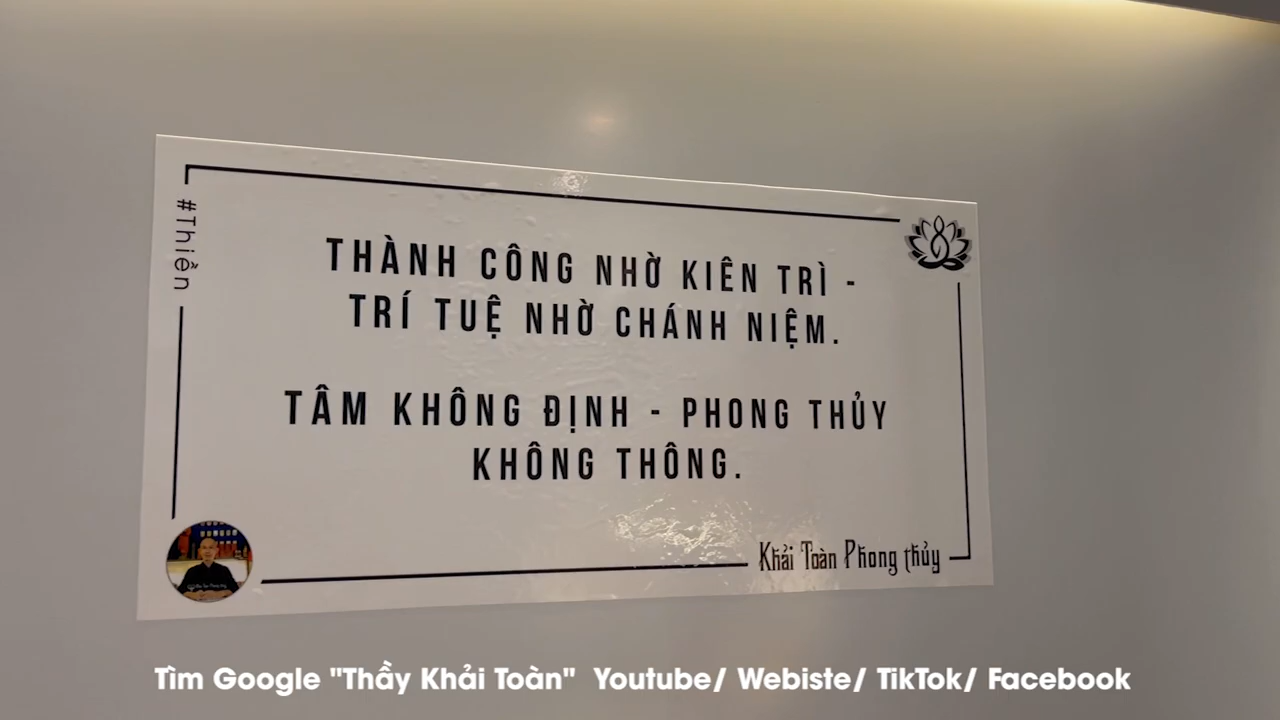 #Thiền
THÀNH CÔNG NHỜ KIÊN TRÌ -
TRÍ TUỆ NHỜ CHÁNH NIỆM.
TÂM KHÔNG ĐỊNH - PHONG THỦY
KHÔNG THÔNG.
Khải Toàn Phong thủy
Tìm Google "Thầy Khải Toàn" Youtube/ Webiste/ TikTok/ Facebook